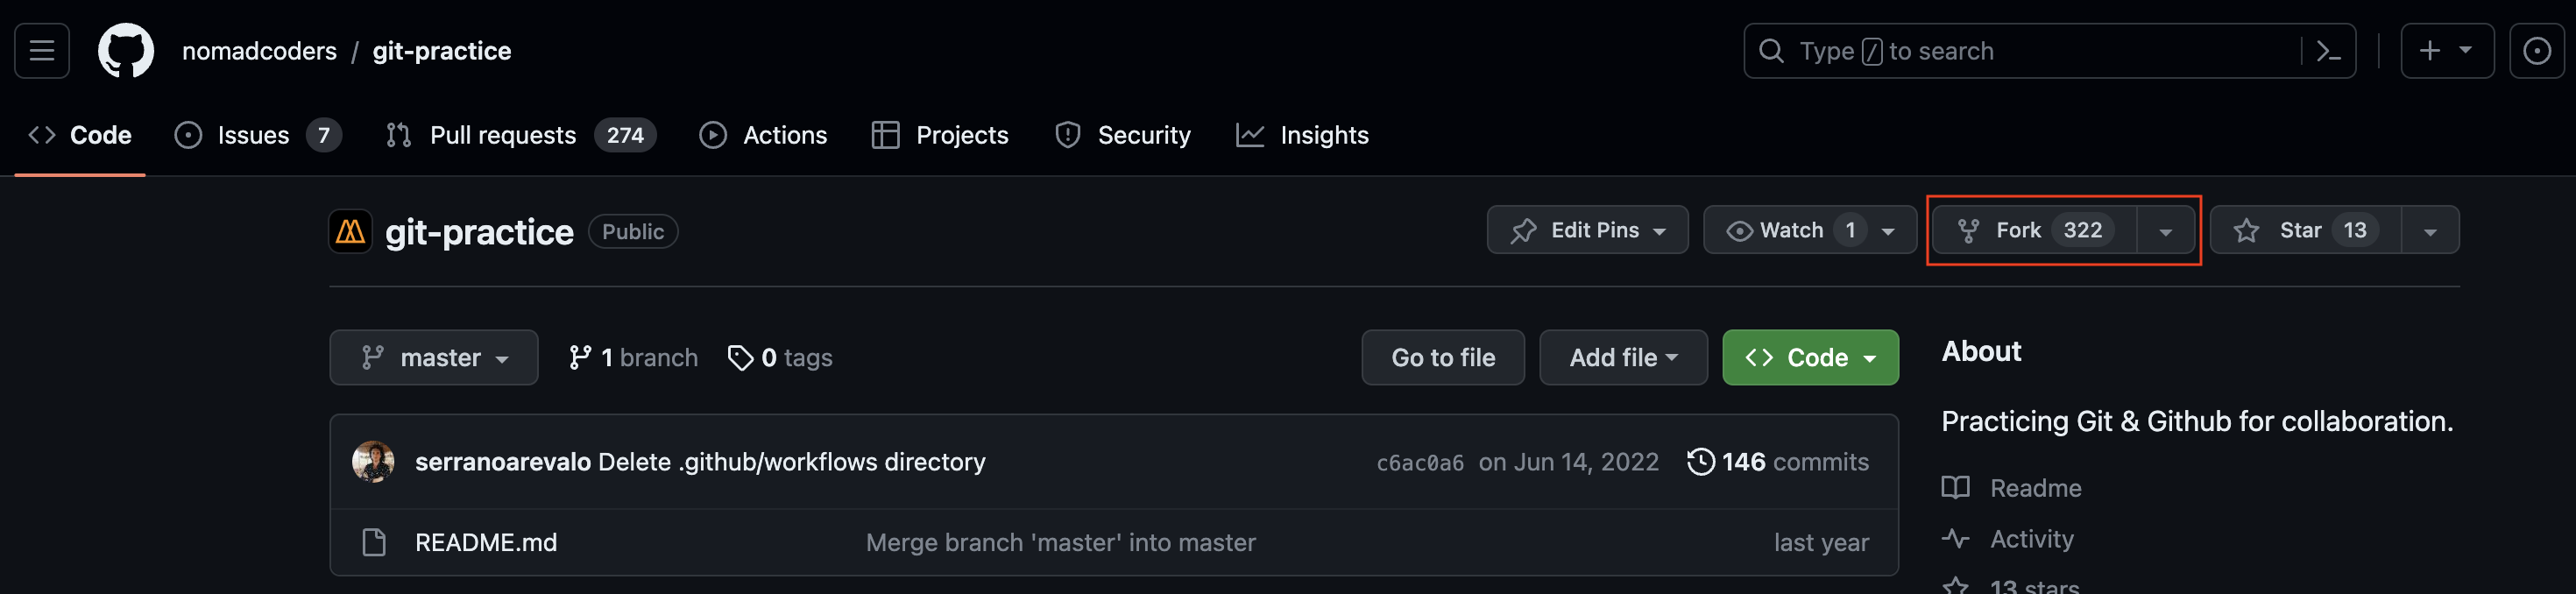 nomadcoders / git-practice
Type / to search
Code Issues 7 Pull requests 274 Actions Projects Security Insights
git-practice Public Edit Pins Watch 1 Fork 322 Star 13
master 1 branch 0 tags Go to file Add file Code
About
Practicing Git & Github for collaboration.
serranoarevalo Delete .github/workflows directory c6ac0a6 on Jun 14, 2022 146 commits
README.md Merge branch 'master' into master last year
Readme
Activity
13 stars